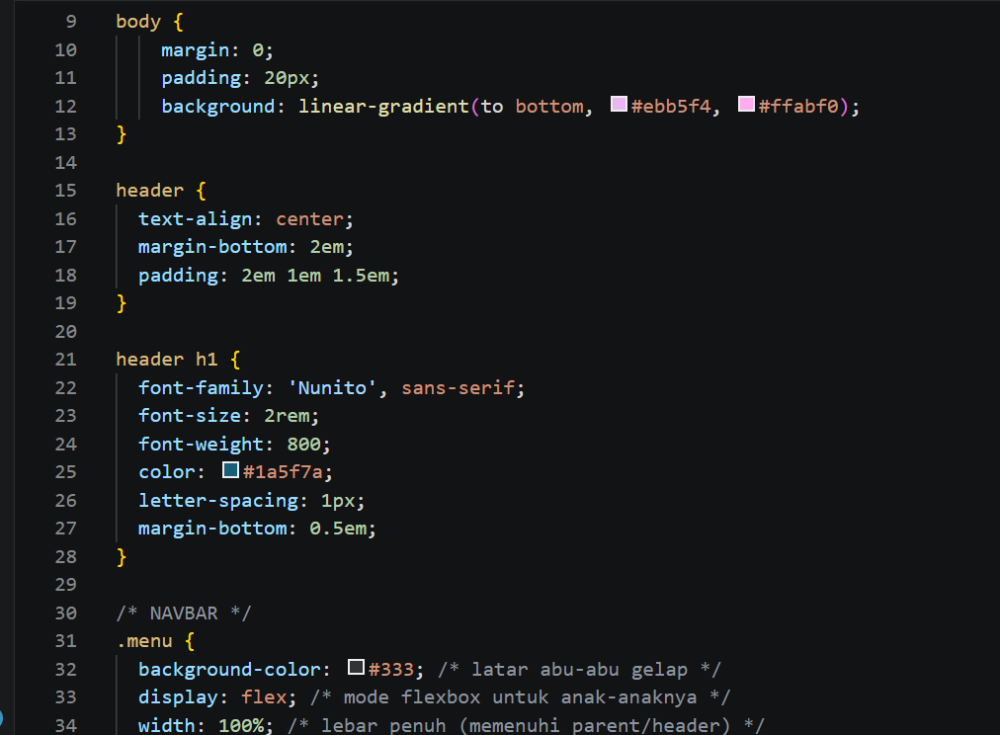 9 body {
10 margin: 0;
11 padding: 20px;
12 background: linear-gradient(to bottom, #ebb5f4, #ffabf0);
13 }
14
15 header {
16 text-align: center;
17 margin-bottom: 2em;
18 padding: 2em 1em 1.5em;
19 }
20
21 header h1 {
22 font-family: 'Nunito', sans-serif;
23 font-size: 2rem;
24 font-weight: 800;
25 color: #1a5f7a;
26 letter-spacing: 1px;
27 margin-bottom: 0.5em;
28 }
29
30 /* NAVBAR */
31 .menu {
32 background-color: #333; /* latar abu-abu gelap */
33 display: flex; /* mode flexbox untuk anak-anaknya */
34 width: 100%; /* lebar penuh (memenuhi parent/header) */